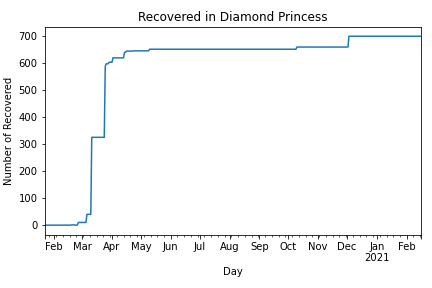 Recovered in Diamond Princess
Number of Recovered
700
600
500
400
300
200
100
0
Feb Mar Apr May Jun Jul Aug Sep Oct Nov Dec Jan Feb
2021
Day